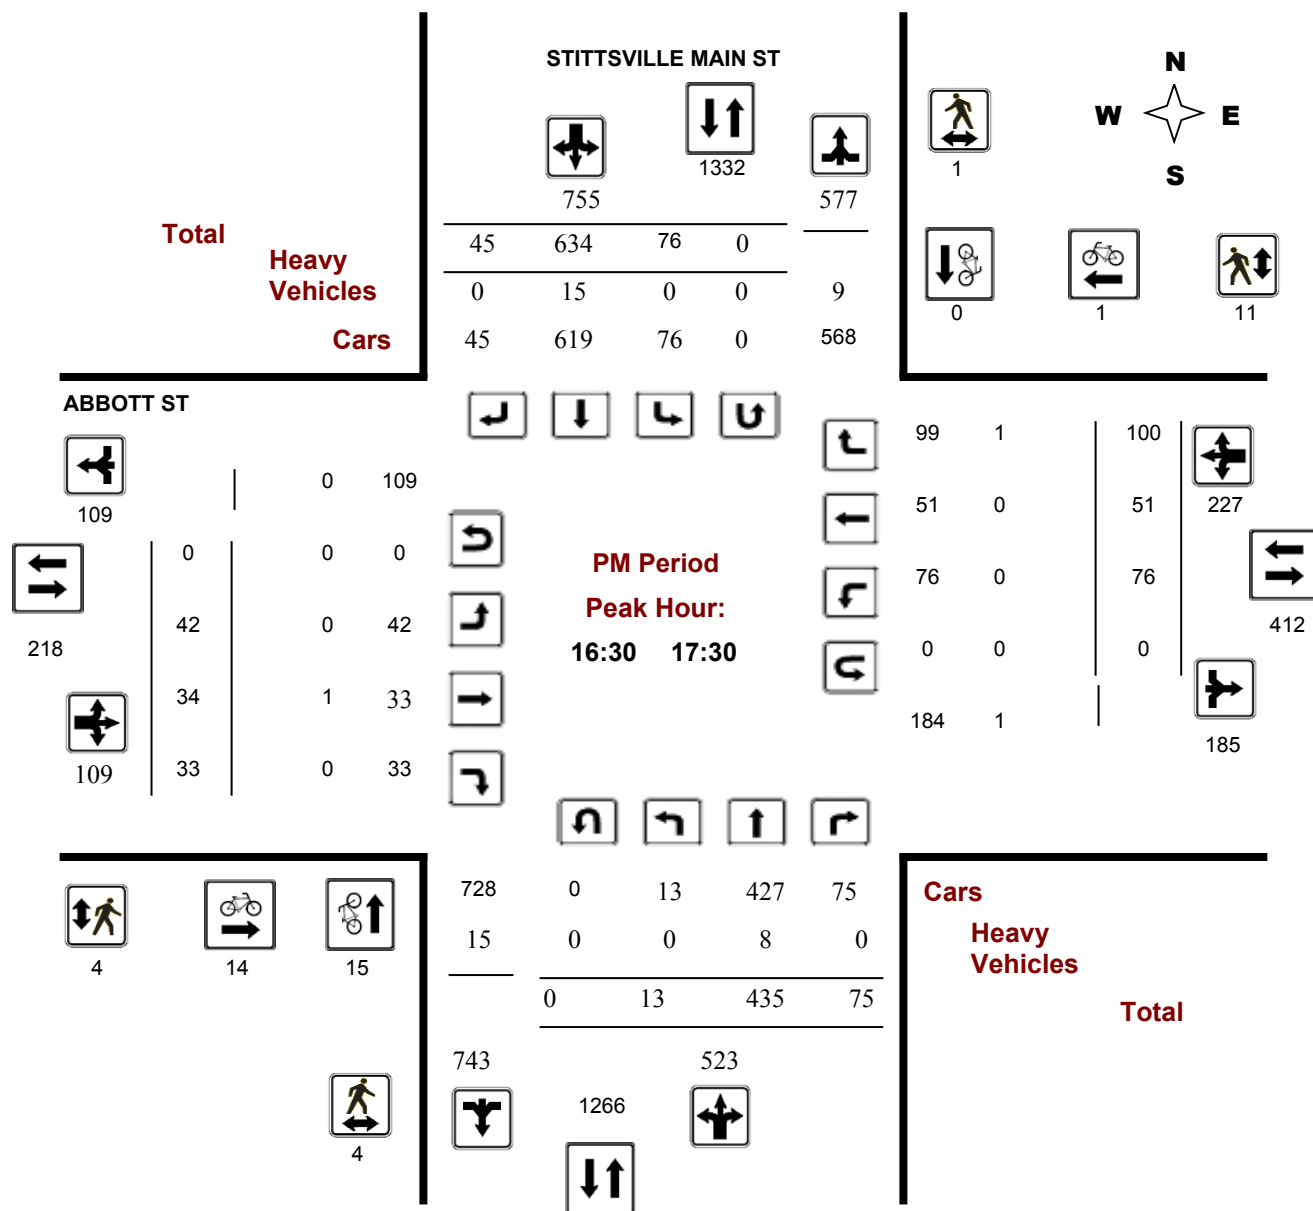 STITTSVILLE MAIN ST
N
W E
S
1332
1
755 577
Total 45 634 76 0
Heavy
Vehicles 0 15 0 0 9
0 1 11
Cars 45 619 76 0 568
ABBOTT ST
99 1 100
0 109
109
51 0 51 227
0 0 0
PM Period
76 0 76
Peak Hour:
42 0 42
412
218
16:30 17:30
0 0 0
34 1 33
184 1
185
109 33 0 33
728 0 13 427 75 Cars
15 0 0 8 0 Heavy
Vehicles
4 14 15
0 13 435 75 Total
743 523
1266
4